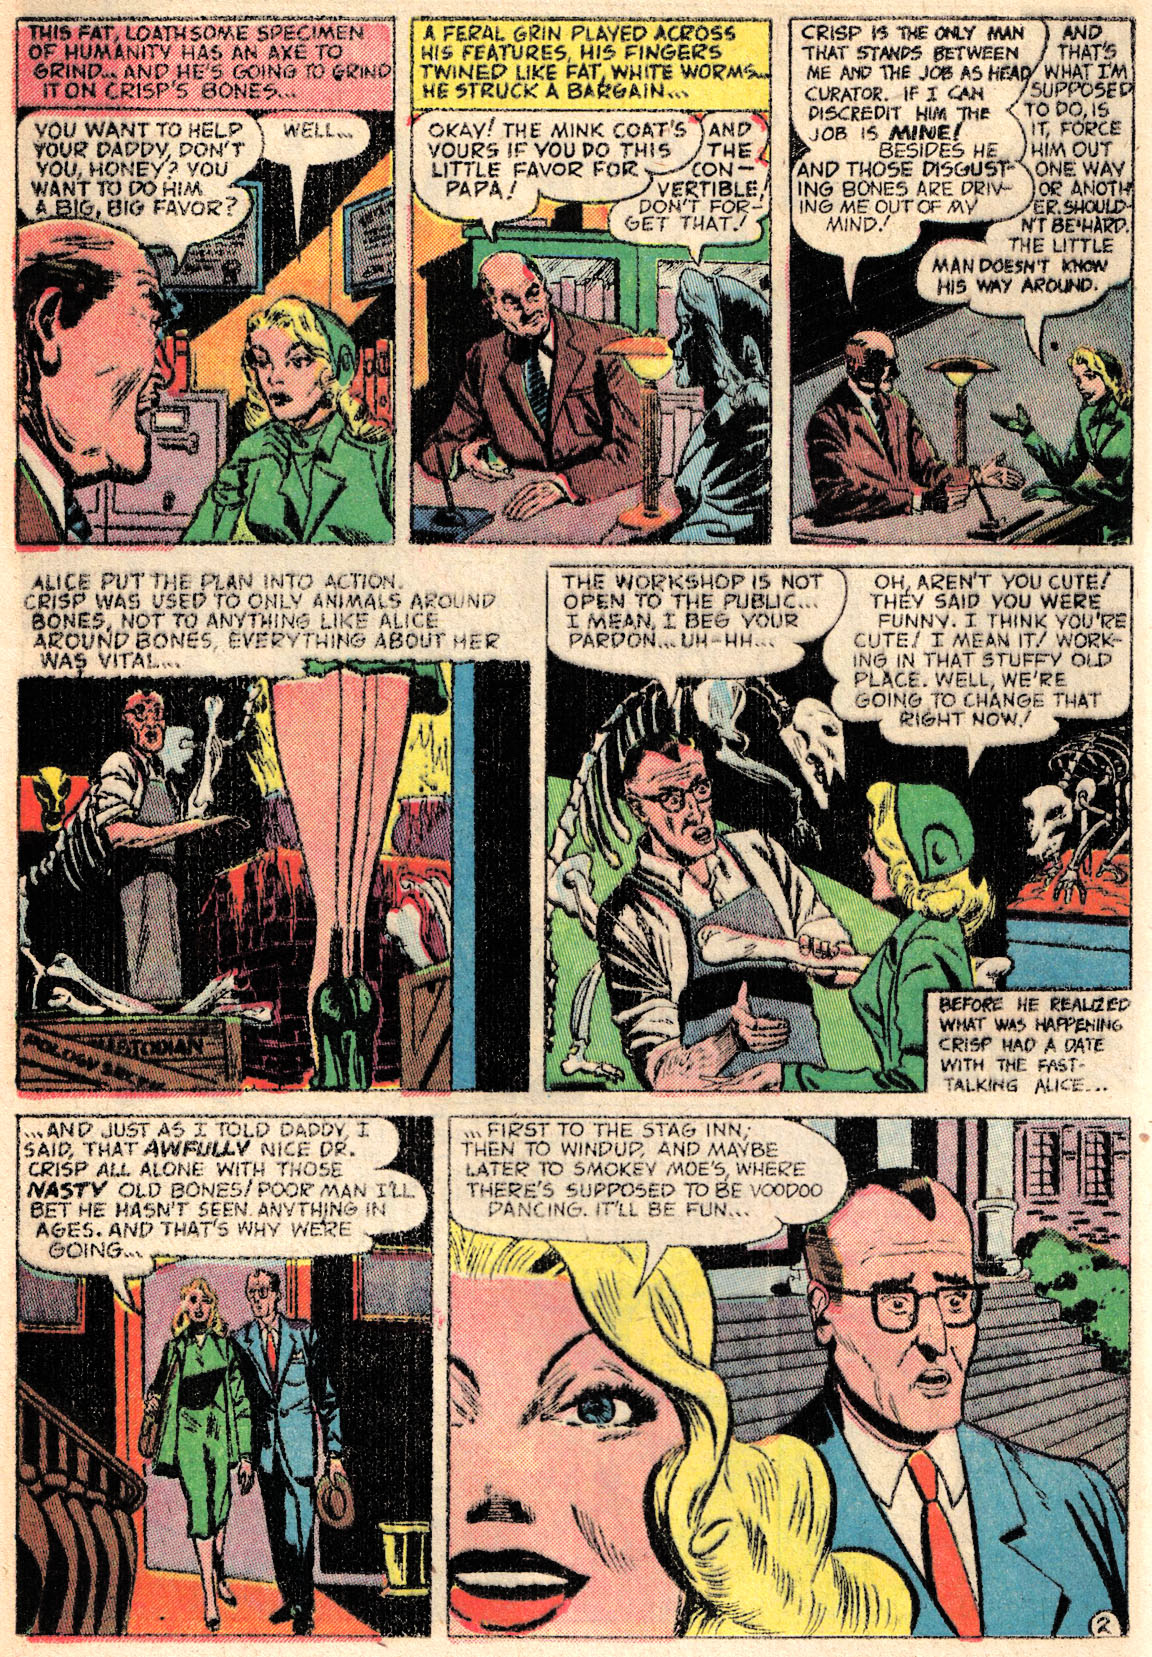 THIS FAT, LOATHSOME SPECIMEN
OF HUMANITY HAS AN AXE TO
GRIND... AND HE'S GOING TO GRIND
IT ON CRISP'S BONES...
YOU WANT TO HELP
YOUR DADDY, DON'T
YOU, HONEY? YOU
WANT TO DO HIM
A BIG, BIG FAVOR?
WELL...
A FERAL GRIN PLAYED ACROSS
HIS FEATURES, HIS FINGERS
TWINED LIKE FAT, WHITE WORMS...
HE STRUCK A BARGAIN...
OKAY! THE MINK COAT'S
YOURS IF YOU DO THIS
LITTLE FAVOR FOR
PAPA!
AND
THE
CON-
VERTIBLE!
DON'T FOR-
GET THAT!
CRISP IS THE ONLY MAN
THAT STANDS BETWEEN
ME AND THE JOB AS HEAD
CURATOR. IF I CAN
DISCREDIT HIM THE
JOB IS MINE!
BESIDES HE
AND THOSE DISGUST-
ING BONES ARE DRIV-
ING ME OUT OF MY
MIND!
AND
THAT'S
WHAT I'M
SUPPOSED
TO DO, IS
IT, FORCE
HIM OUT
ONE WAY
OR ANOTH
ER. SHOULD-
N'T BE HARD.
THE LITTLE
MAN DOESN'T KNOW
HIS WAY AROUND.
ALICE PUT THE PLAN INTO ACTION.
CRISP WAS USED TO ONLY ANIMALS AROUND
BONES, NOT TO ANYTHING LIKE ALICE
AROUND BONES, EVERYTHING ABOUT HER
WAS VITAL...
CUSTODIAN
THE WORKSHOP IS NOT
OPEN TO THE PUBLIC...
I MEAN, I BEG YOUR
PARDON... UH-HH...
OH, AREN'T YOU CUTE!
THEY SAID YOU WERE
FUNNY. I THINK YOU'RE
CUTE! I MEAN IT! WORK-
ING IN THAT STUFFY OLD
PLACE. WELL, WE'RE
GOING TO CHANGE THAT
RIGHT NOW!
BEFORE HE REALIZED
WHAT WAS HAPPENING
CRISP HAD A DATE
WITH THE FAST-
TALKING ALICE...
...AND JUST AS I TOLD DADDY, I
SAID, THAT AWFULLY NICE DR.
CRISP ALL ALONE WITH THOSE
NASTY OLD BONES! POOR MAN I'LL
BET HE HASN'T SEEN ANYTHING IN
AGES. AND THAT'S WHY WE'RE
GOING...
...FIRST TO THE STAG INN;
THEN TO WINDUP, AND MAYBE
LATER TO SMOKEY MOE'S, WHERE
THERE'S SUPPOSED TO BE VOODOO
DANCING. IT'LL BE FUN...
2